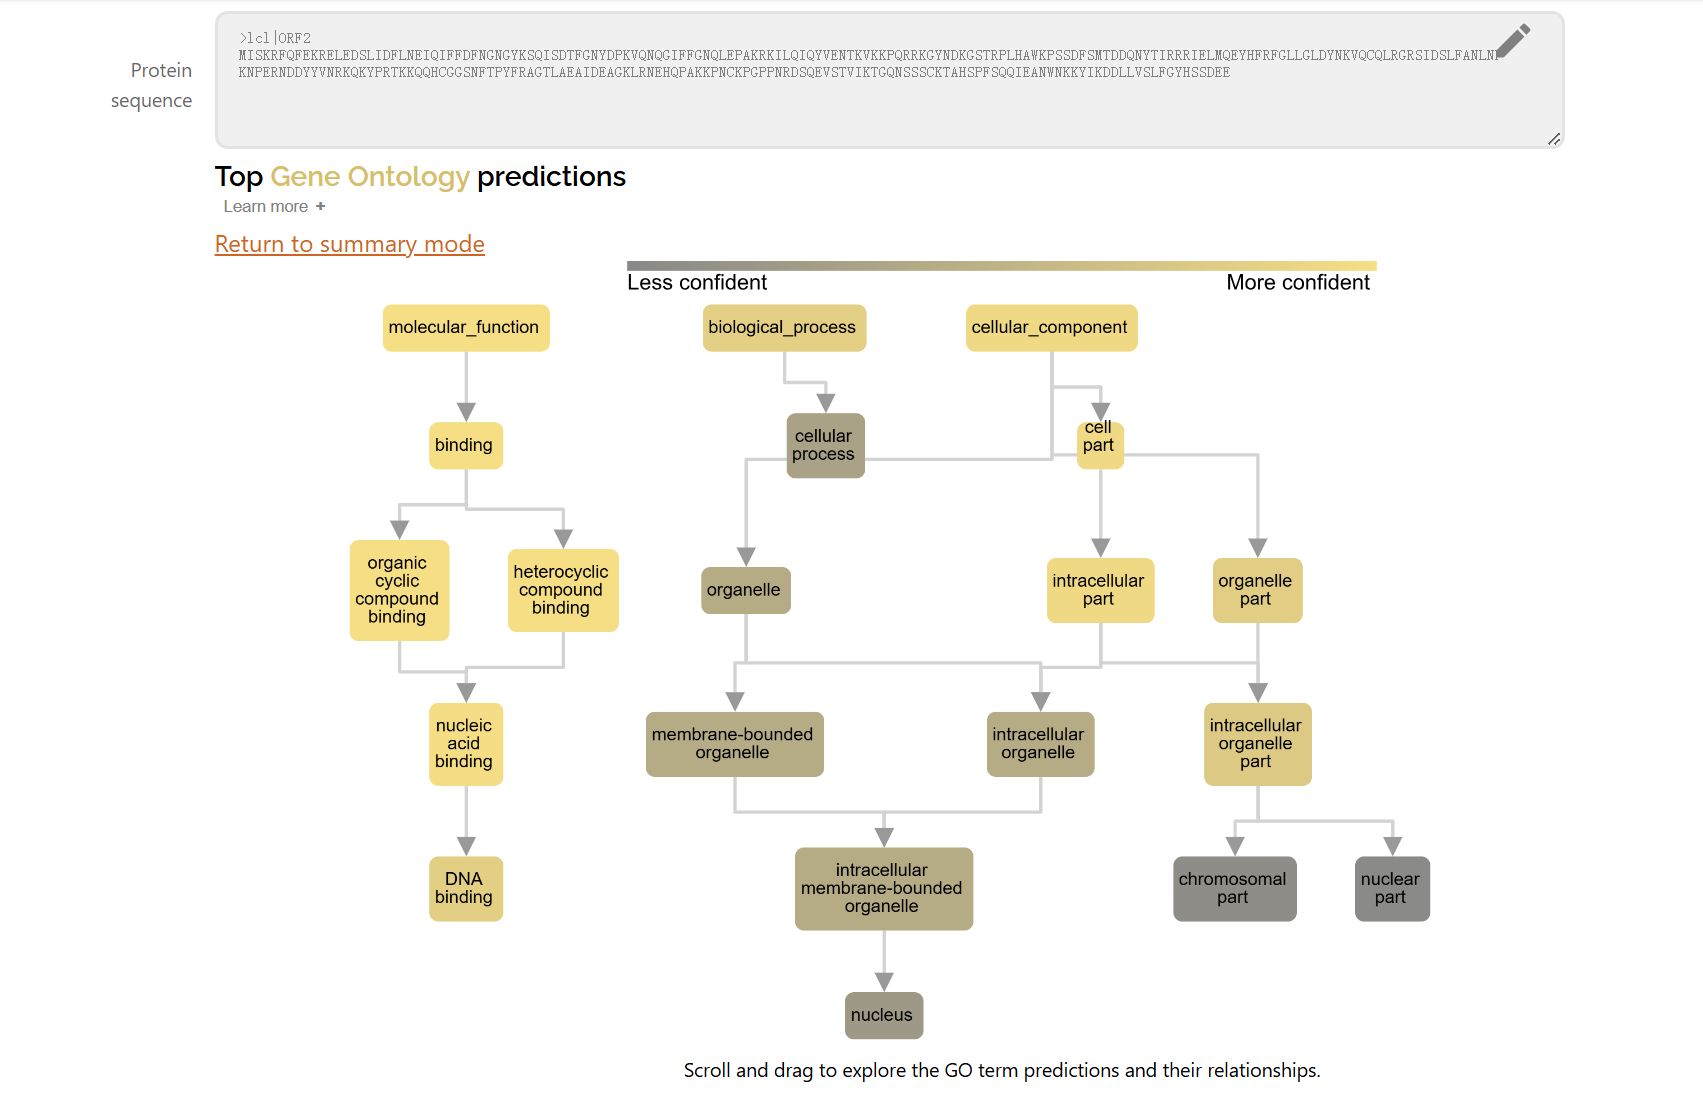 Protein
sequence
>lcl|ORF2
MISKRFQFEKRELEDSLIDFLNEIQIFFDFNGNGYKSQISDTFGNYDPKVQNQGIFFGNQLEPAKRKILQIQYVENTKVKKPQRRKGYNDKGSTRPLHAWKPSSDFSMTDDQNYTIRRRIELMQEYHFRFGLLGLDYNKVQCQLRGRSIDSLFANLN
KNPERNDDYYVNRKQKYPRTKKQQHCGGSNFTPYFRAGTLAEAIDEAGKLRNEHQPAKKPNCKPGPPNRDSQEVSTVIKTGQNSSSCKTAHSPFSQQIEANWNKKYIKDDLLVSLFGYHSSDEE
Top Gene Ontology predictions
Learn more +
Return to summary mode
Less confident
More confident
molecular_function
biological_process
cellular_component
binding
cellular
process
cell
part
organic
cyclic
compound
binding
heterocyclic
compound
binding
organelle
intracellular
part
organelle
part
nucleic
acid
binding
membrane-bounded
organelle
intracellular
organelle
intracellular
organelle
part
DNA
binding
intracellular
membrane-bounded
organelle
chromosomal
part
nuclear
part
nucleus
Scroll and drag to explore the GO term predictions and their relationships.